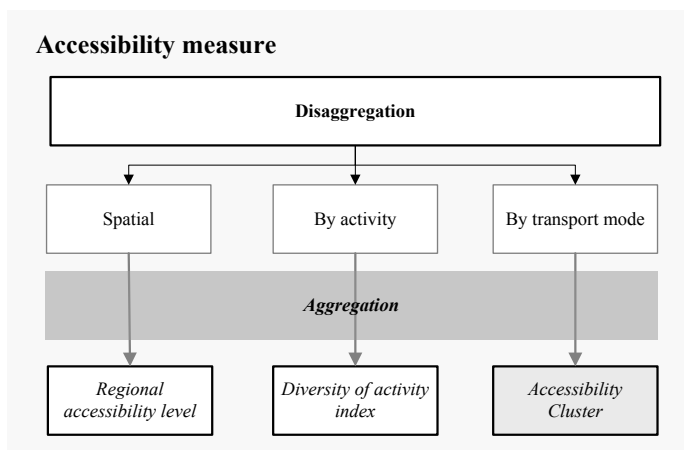 Accessibility measure
Disaggregation
Spatial
By activity
By transport mode
Aggregation
Regional
accessibility level
Diversity of activity
index
Accessibility
Cluster